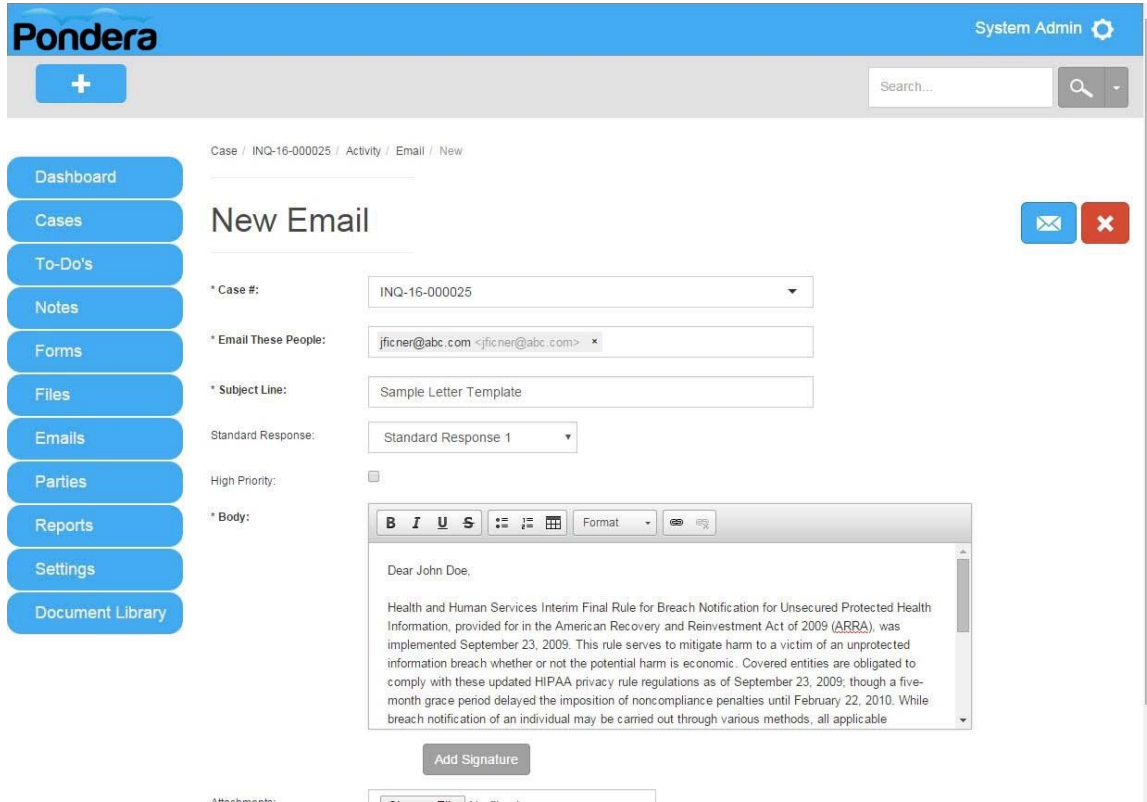 Pondera
System Admin
Search...
Case / INQ-16-000025 / Activity / Email / New
Dashboard
Cases
To-Do's
Notes
Forms
Files
Emails
Parties
Reports
Settings
Document Library
New Email
* Case #:
INQ-16-000025
* Email These People:
jficner@abc.com <jficner@abc.com> ×
* Subject Line:
Sample Letter Template
Standard Response:
Standard Response 1
High Priority:
* Body:
B I U S
Format
Dear John Doe,
Health and Human Services Interim Final Rule for Breach Notification for Unsecured Protected Health
Information, provided for in the American Recovery and Reinvestment Act of 2009 (ARRA), was
implemented September 23, 2009. This rule serves to mitigate harm to a victim of an unprotected
information breach whether or not the potential harm is economic. Covered entities are obligated to
comply with these updated HIPAA privacy rule regulations as of September 23, 2009; though a five-
month grace period delayed the imposition of noncompliance penalties until February 22, 2010. While
breach notification of an individual may be carried out through various methods, all applicable
Add Signature
Attachments: